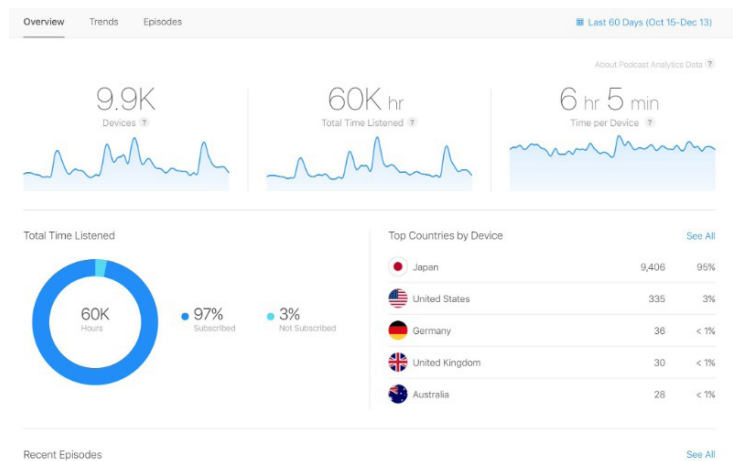 Overview Trends Episodes Last 60 Days (Oct 15-Dec 13)
About Podcast Analytics Data ?
9.9K 60K hr 6 hr 5 min
Devices ? Total Time Listened ? Time per Device ?
Total Time Listened
60K
Hours
97%
Subscribed
3%
Not Subscribed
Top Countries by Device See All
Japan 9,406 95%
United States 335 3%
Germany 36 < 1%
United Kingdom 30 < 1%
Australia 28 < 1%
Recent Episodes See All